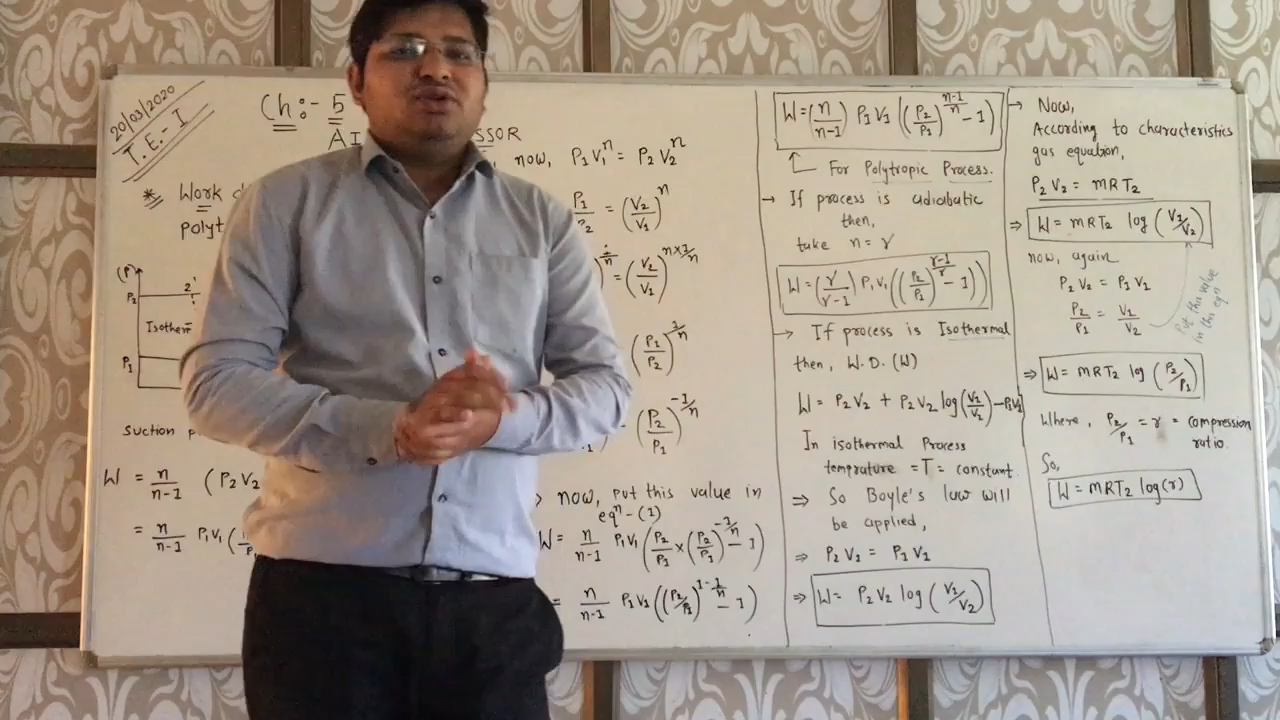 20/03/2020
T.E.-I
Ch:- 5
AI SSOR
* Work
polyt
(P)
P₂ 2
Isotherm
P₁
suction
W = n/(n-1) (P₂V₂
= n/(n-1) P₁V₁(
now, P₁V₁ⁿ = P₂V₂ⁿ
P₁/P₂ = (V₂/V₁)ⁿ
= (V₂/V₁)^(n×1/n)
(P₁/P₂)^(1/n)
(P₂/P₁)^(-1/n)
now, put this value in
eqⁿ-(1)
W = n/(n-1) P₁V₁(P₂/P₁ × (P₂/P₁)^(-1/n) - 1)
= n/(n-1) P₁V₁((P₂/P₁)^(1-1/n) - 1)
W = (n/(n-1)) P₁V₁((P₂/P₁)^((n-1)/n) - 1)
For Polytropic Process.
→ If process is adiabatic
then,
take n = γ
W = (γ/(γ-1)) P₁V₁((P₂/P₁)^((γ-1)/γ) - 1))
→ If process is Isothermal
then, W.D. (W)
W = P₂V₂ + P₂V₂ log(V₁/V₂) - P₁V₁
In isothermal Process
temprature = T = constant.
⇒ So Boyle's law will
be applied,
⇒ P₂V₂ = P₁V₁
⇒ W = P₂V₂ log (V₁/V₂)
→ Now,
According to characteristics
gas equation,
P₂V₂ = mRT₂
⇒ W = mRT₂ log (V₁/V₂)
now, again
P₂V₂ = P₁V₁
P₂/P₁ = V₁/V₂
Put this value
in this eqⁿ
⇒ W = mRT₂ log (P₂/P₁)
Where, P₂/P₁ = r = compression
ratio.
So,
W = mRT₂ log(r)